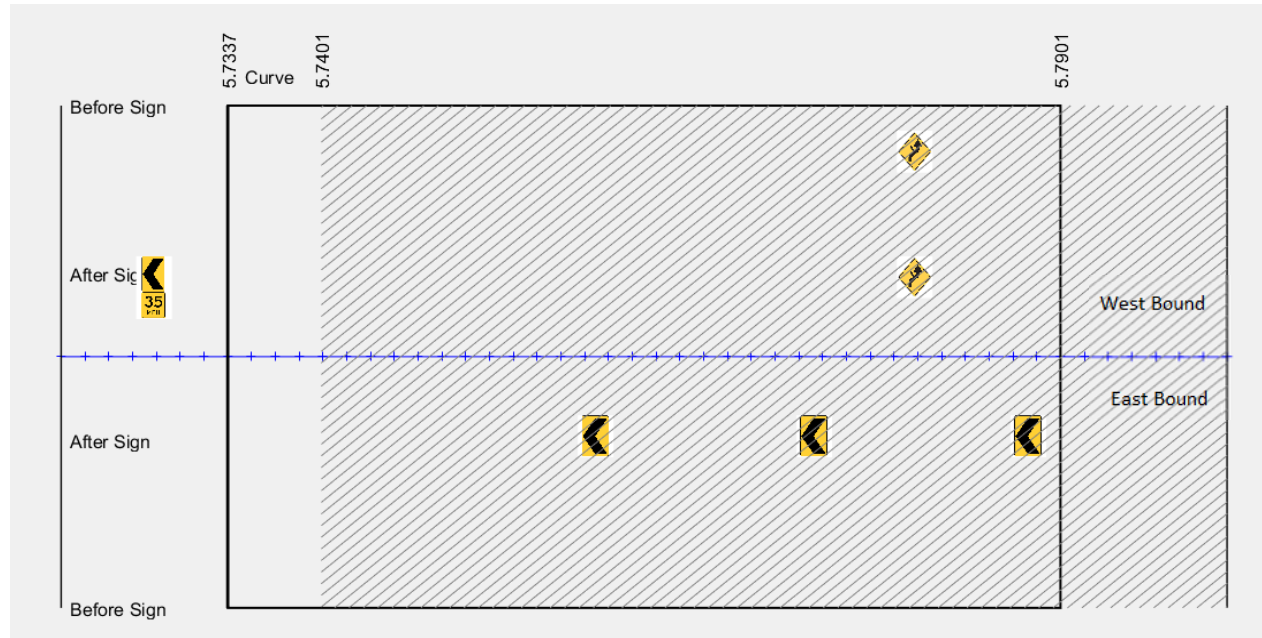 5.7337
Curve
5.7401
5.7901
Before Sign
After Sig
35
MPH
West Bound
East Bound
After Sign
Before Sign